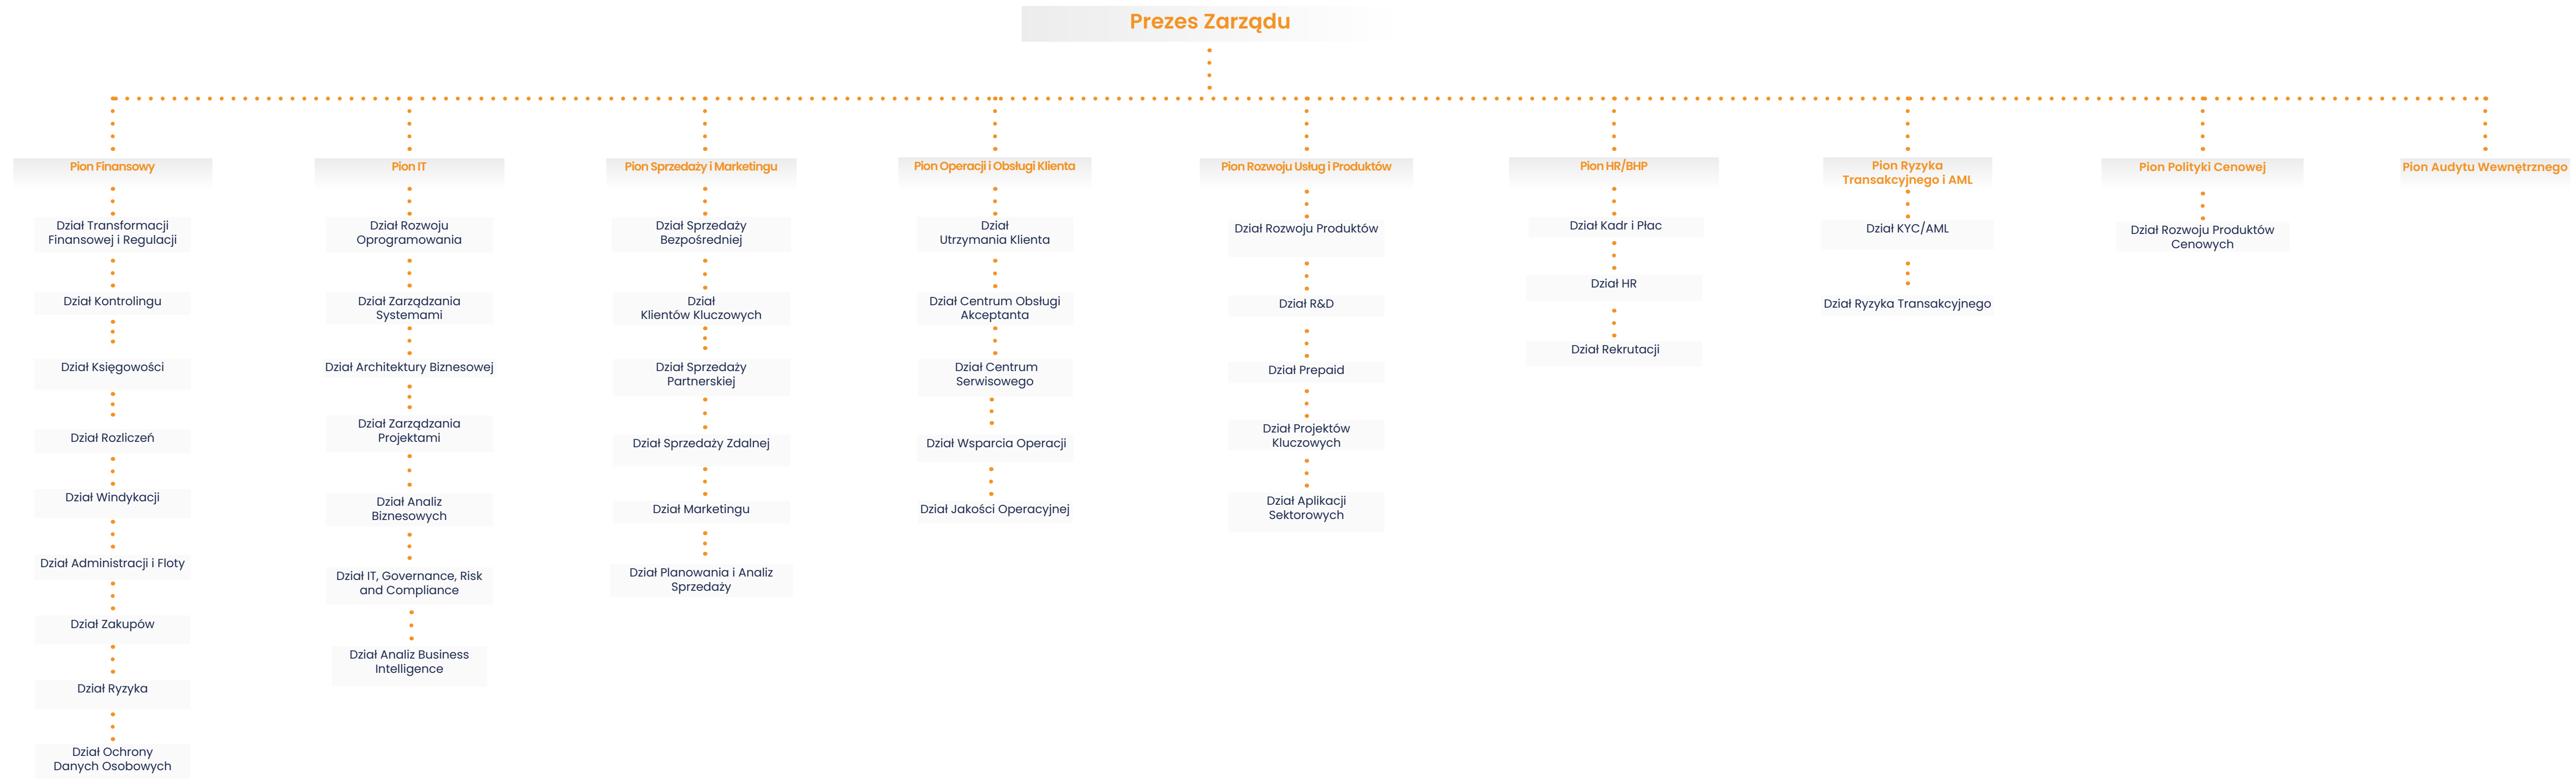 Prezes Zarządu
Pion Finansowy
Dział Transformacji
Finansowej i Regulacji
Dział Kontrolingu
Dział Księgowości
Dział Rozliczeń
Dział Windykacji
Dział Administracji i Floty
Dział Zakupów
Dział Ryzyka
Dział Ochrony
Danych Osobowych
Pion IT
Dział Rozwoju
Oprogramowania
Dział Zarządzania
Systemami
Dział Architektury Biznesowej
Dział Zarządzania
Projektami
Dział Analiz
Biznesowych
Dział IT, Governance, Risk
and Compliance
Dział Analiz Business
Intelligence
Pion Sprzedaży i Marketingu
Dział Sprzedaży
Bezpośredniej
Dział
Klientów Kluczowych
Dział Sprzedaży
Partnerskiej
Dział Sprzedaży Zdalnej
Dział Marketingu
Dział Planowania i Analiz
Sprzedaży
Pion Operacji i Obsługi Klienta
Dział
Utrzymania Klienta
Dział Centrum Obsługi
Akceptanta
Dział Centrum
Serwisowego
Dział Wsparcia Operacji
Dział Jakości Operacyjnej
Pion Rozwoju Usług i Produktów
Dział Rozwoju Produktów
Dział R&D
Dział Prepaid
Dział Projektów
Kluczowych
Dział Aplikacji
Sektorowych
Pion HR/BHP
Dział Kadr i Płac
Dział HR
Dział Rekrutacji
Pion Ryzyka
Transakcyjnego i AML
Dział KYC/AML
Dział Ryzyka Transakcyjnego
Pion Polityki Cenowej
Dział Rozwoju Produktów
Cenowych
Pion Audytu Wewnętrznego